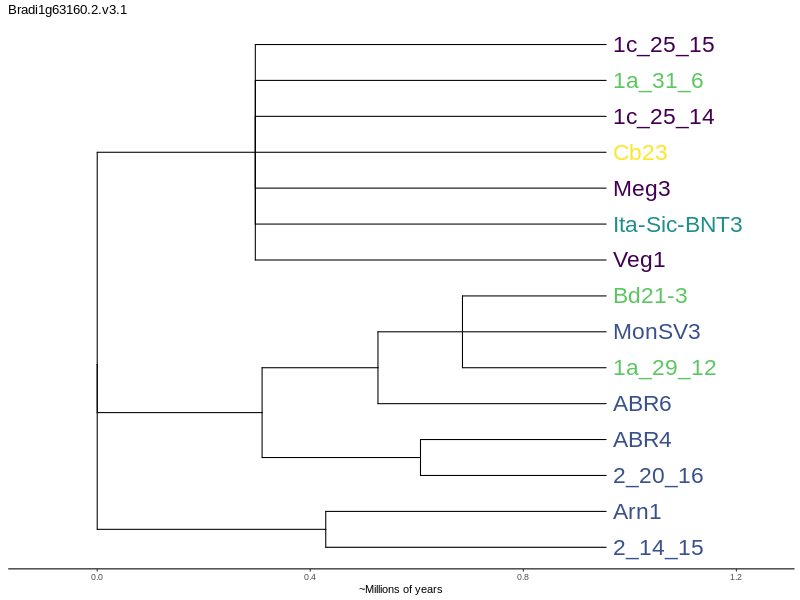 Bradi1g63160.2.v3.1
1c_25_15
1a_31_6
1c_25_14
Cb23
Meg3
Ita-Sic-BNT3
Veg1
Bd21-3
MonSV3
1a_29_12
ABR6
ABR4
2_20_16
Arn1
2_14_15
0.0 0.4 0.8 1.2
~Millions of years